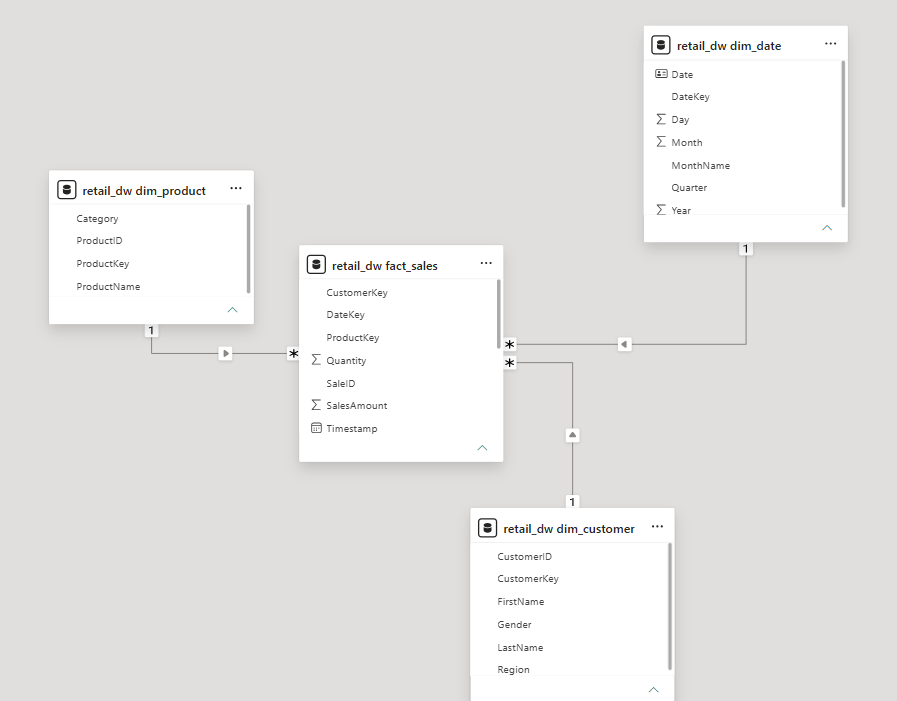 retail_dw dim_date
Date
DateKey
Σ Day
Σ Month
MonthName
Quarter
Σ Year
1
retail_dw dim_product
Category
ProductID
ProductKey
ProductName
1
*
retail_dw fact_sales
CustomerKey
DateKey
ProductKey
Σ Quantity
SaleID
Σ SalesAmount
Timestamp
*
*
1
retail_dw dim_customer
CustomerID
CustomerKey
FirstName
Gender
LastName
Region